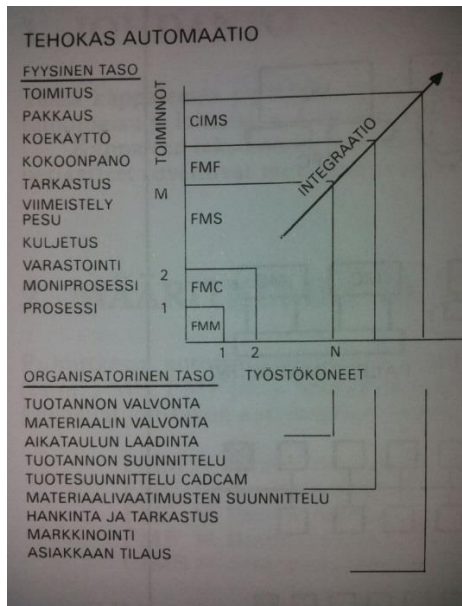 TEHOKAS AUTOMAATIO
FYYSINEN TASO
TOIMITUS
PAKKAUS
KOEKÄYTTÖ
KOKOONPANO
TARKASTUS
VIIMEISTELY
PESU
KULJETUS
VARASTOINTI
MONIPROSESSI
PROSESSI
TOIMINNOT
M
2
1
CIMS
FMF
FMS
FMC
FMM
INTEGRAATIO
1 2 N
TYÖSTÖKONEET
ORGANISATORINEN TASO
TUOTANNON VALVONTA
MATERIAALIN VALVONTA
AIKATAULUN LAADINTA
TUOTANNON SUUNNITTELU
TUOTESUUNNITTELU CADCAM
MATERIAALIVAATIMUSTEN SUUNNITTELU
HANKINTA JA TARKASTUS
MARKKINOINTI
ASIAKKAAN TILAUS